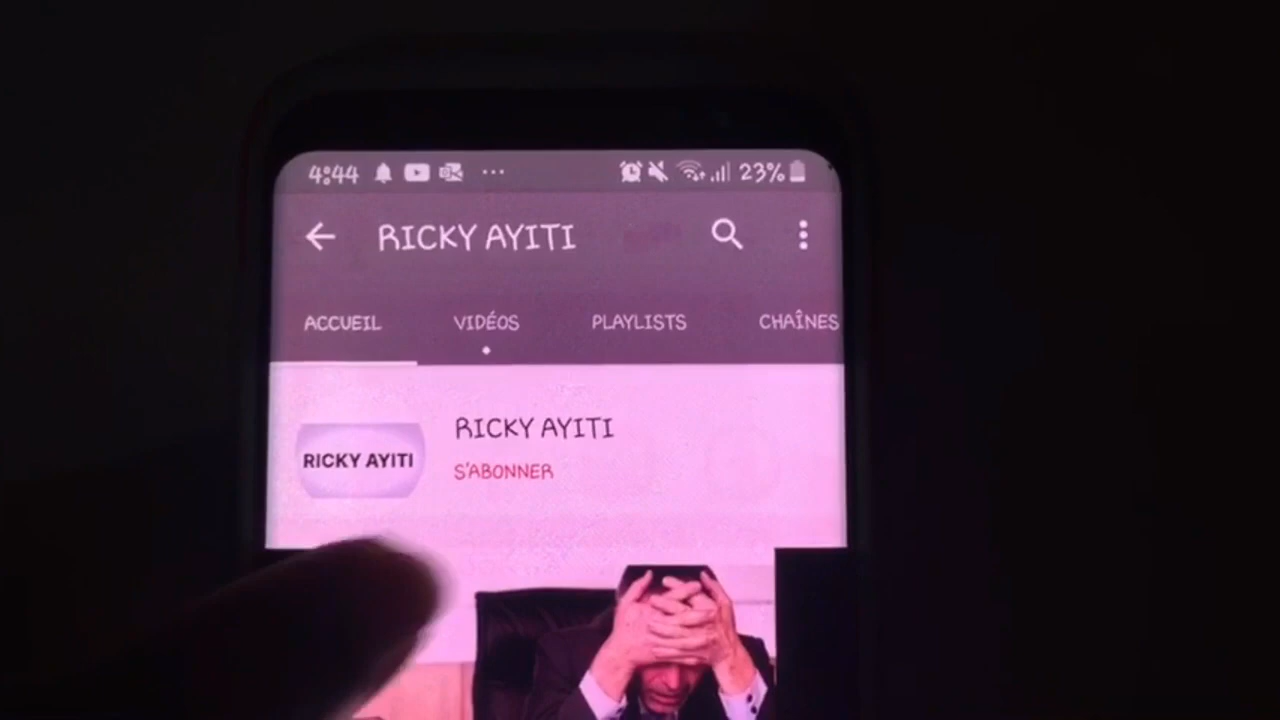 4:44 23%
RICKY AYITI
ACCUEIL VIDÉOS PLAYLISTS CHAÎNES
RICKY AYITI
RICKY AYITI
S'ABONNER